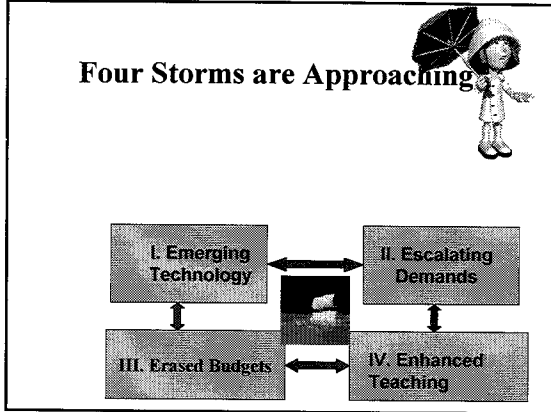 Four Storms are Approaching
I. Emerging
Technology
II. Escalating
Demands
III. Erased Budgets
IV. Enhanced
Teaching